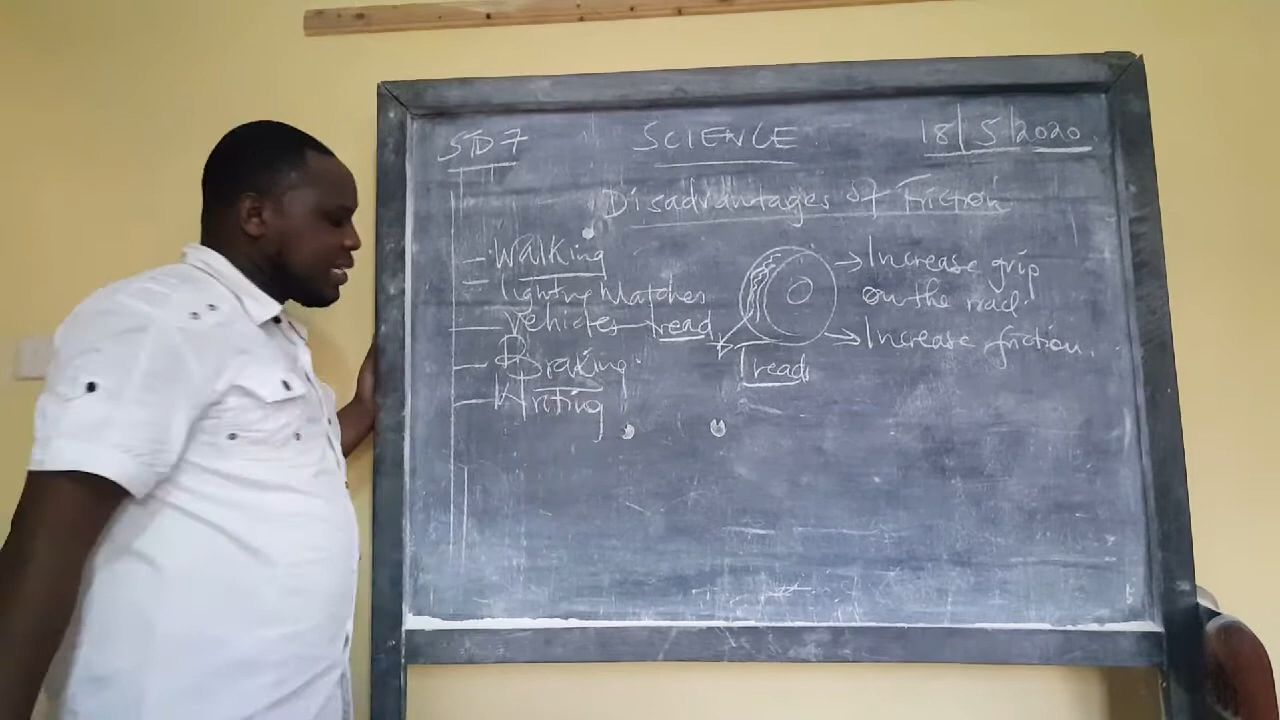 STD 7 SCIENCE 18/5/2020.
Disadvantages of Friction
- Walking
- lighting Matches
- Vehicles - tread
- Braking.
- Writing
Tread
→ Increase grip
on the road.
→ Increase friction.